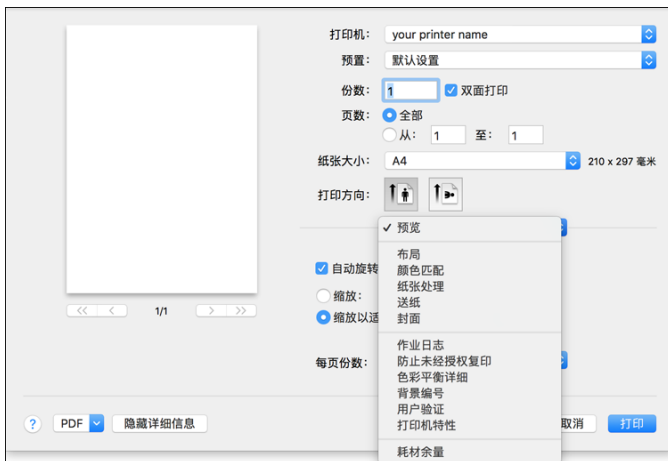 打印机： your printer name
预置： 默认设置
份数： 1 双面打印
页数： 全部
从： 1 至： 1
纸张大小： A4 210 x 297 毫米
打印方向：
✓ 预览
布局
颜色匹配
自动旋转
纸张处理
缩放：
送纸
缩放以适
封面
<< < 1/1 > >>
作业日志
每页份数：
防止未经授权复印
色彩平衡详细
背景编号
用户验证
打印机特性
? PDF 隐藏详细信息 取消 打印
耗材余量